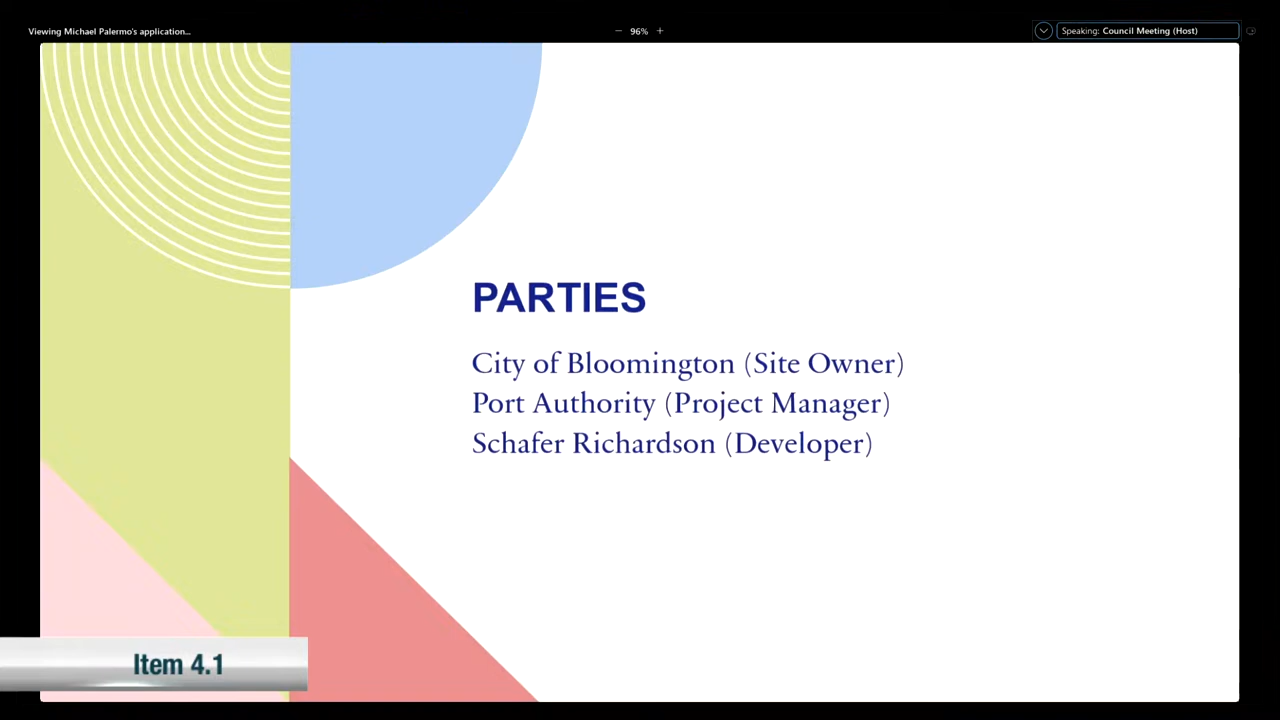 Viewing Michael Palermo's application...
96%
Speaking: Council Meeting (Host)
PARTIES
City of Bloomington (Site Owner)
Port Authority (Project Manager)
Schafer Richardson (Developer)
Item 4.1